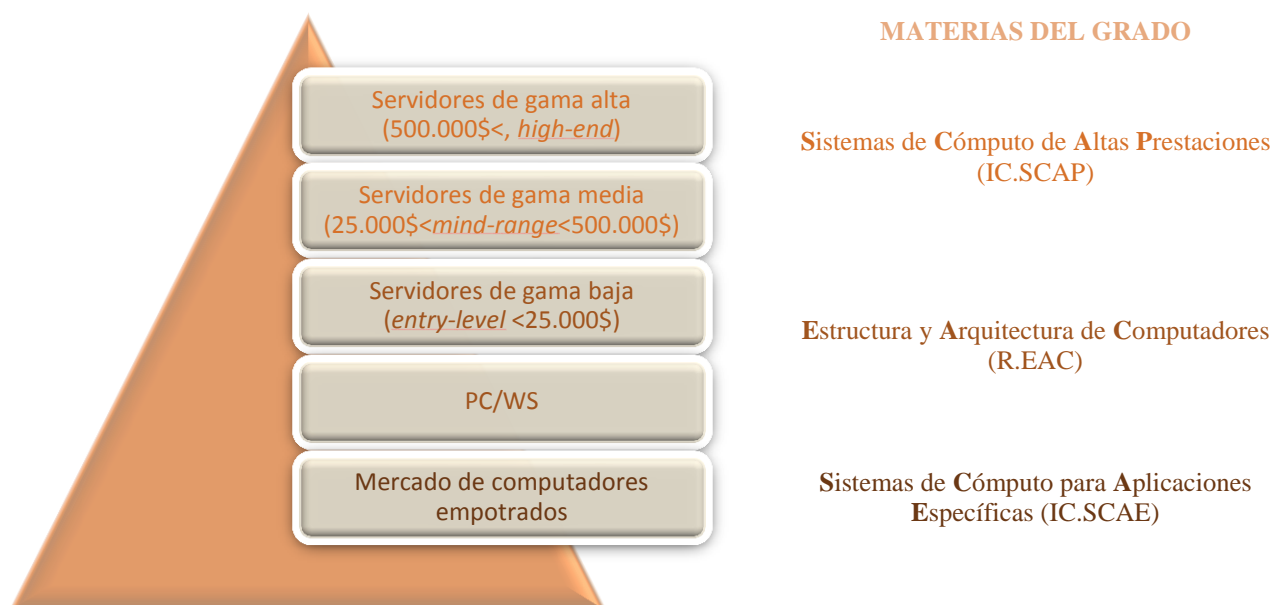 MATERIAS DEL GRADO
Servidores de gama alta
(500.000$<, high-end)
Sistemas de Cómputo de Altas Prestaciones
(IC.SCAP)
Servidores de gama media
(25.000$<mind-range<500.000$)
Servidores de gama baja
(entry-level <25.000$)
Estructura y Arquitectura de Computadores
(R.EAC)
PC/WS
Mercado de computadores
empotrados
Sistemas de Cómputo para Aplicaciones
Específicas (IC.SCAE)